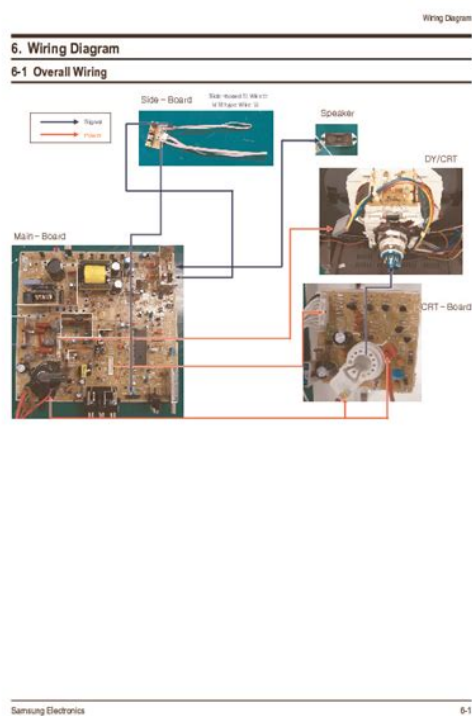 Wiring Diagram
6. Wiring Diagram
6-1 Overall Wiring
Side-Board
Signal
Power
Speaker
DY/CRT
Main-Board
CRT-Board
Samsung Electronics
6-1